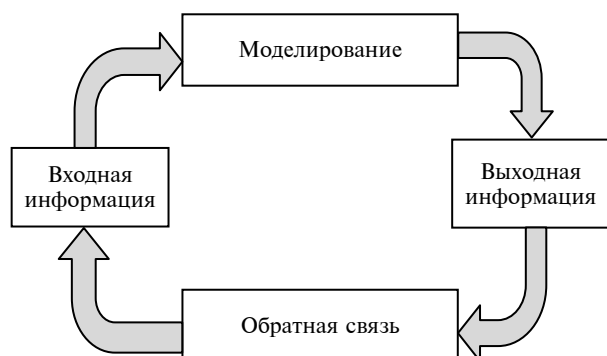 Моделирование
Входная
информация
Выходная
информация
Обратная связь